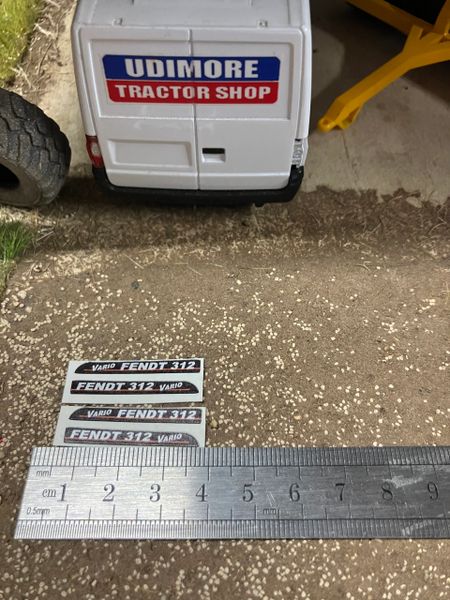 UDIMORE
TRACTOR SHOP
VARIO FENDT 312
FENDT 312 VARIO
VARIO FENDT 312
FENDT 312 VARIO
mm
cm 1 2 3 4 5 6 7 8 9
0.5mm mm